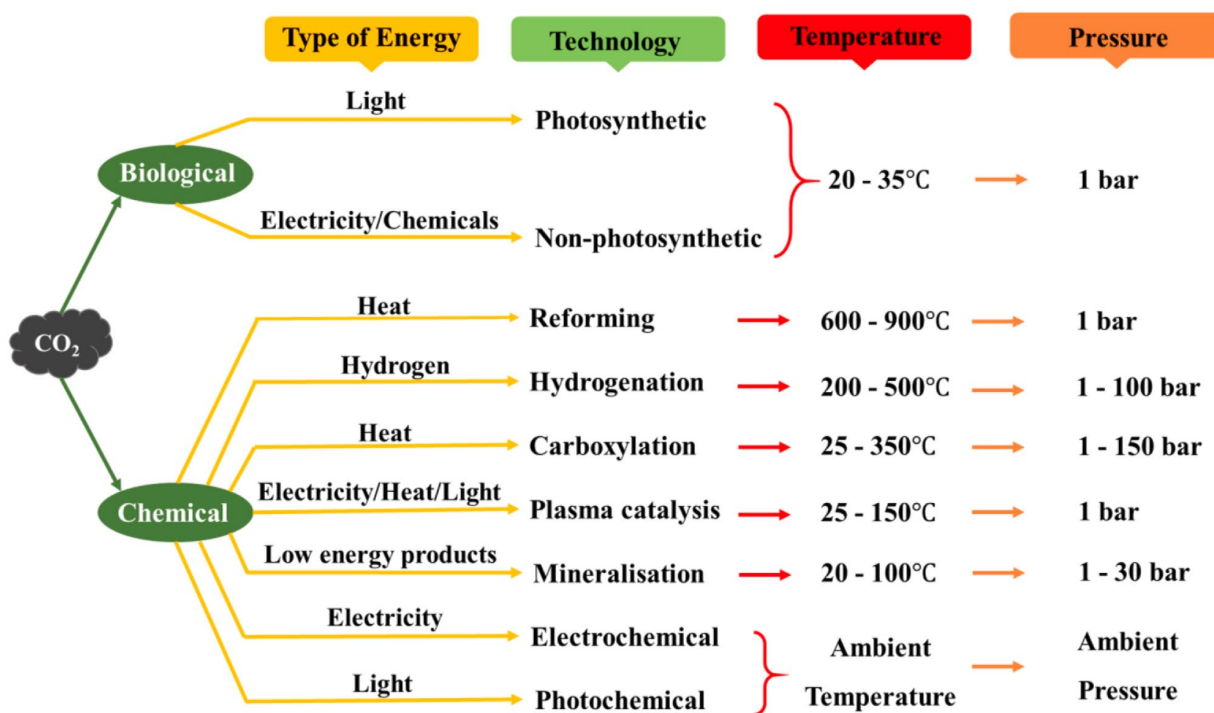 Type of Energy
Technology
Temperature
Pressure
Light
Photosynthetic
Biological
20 - 35℃
1 bar
Electricity/Chemicals
Non-photosynthetic
CO₂
Heat
Reforming
600 - 900℃
1 bar
Hydrogen
Hydrogenation
200 - 500℃
1 - 100 bar
Heat
Carboxylation
25 - 350℃
1 - 150 bar
Chemical
Electricity/Heat/Light
Plasma catalysis
25 - 150℃
1 bar
Low energy products
Mineralisation
20 - 100℃
1 - 30 bar
Electricity
Electrochemical
Light
Photochemical
Ambient
Temperature
Ambient
Pressure